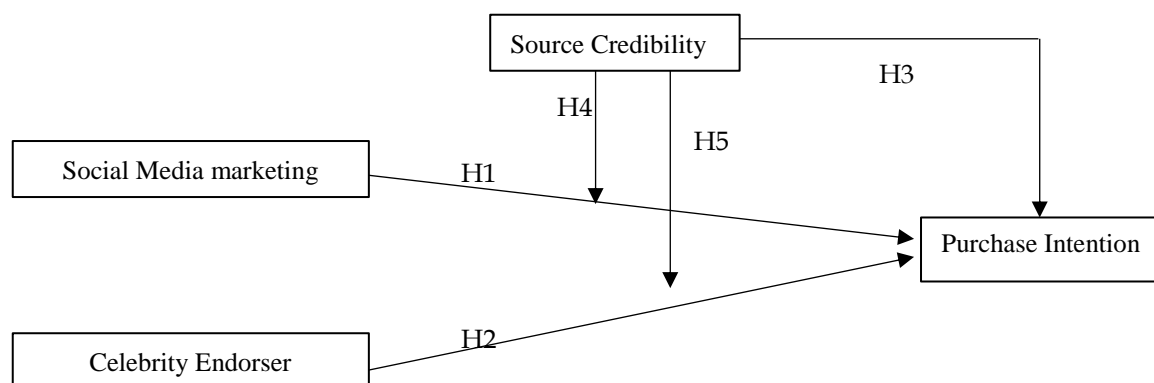 Source Credibility
H3
H4
H5
Social Media marketing
H1
Purchase Intention
H2
Celebrity Endorser